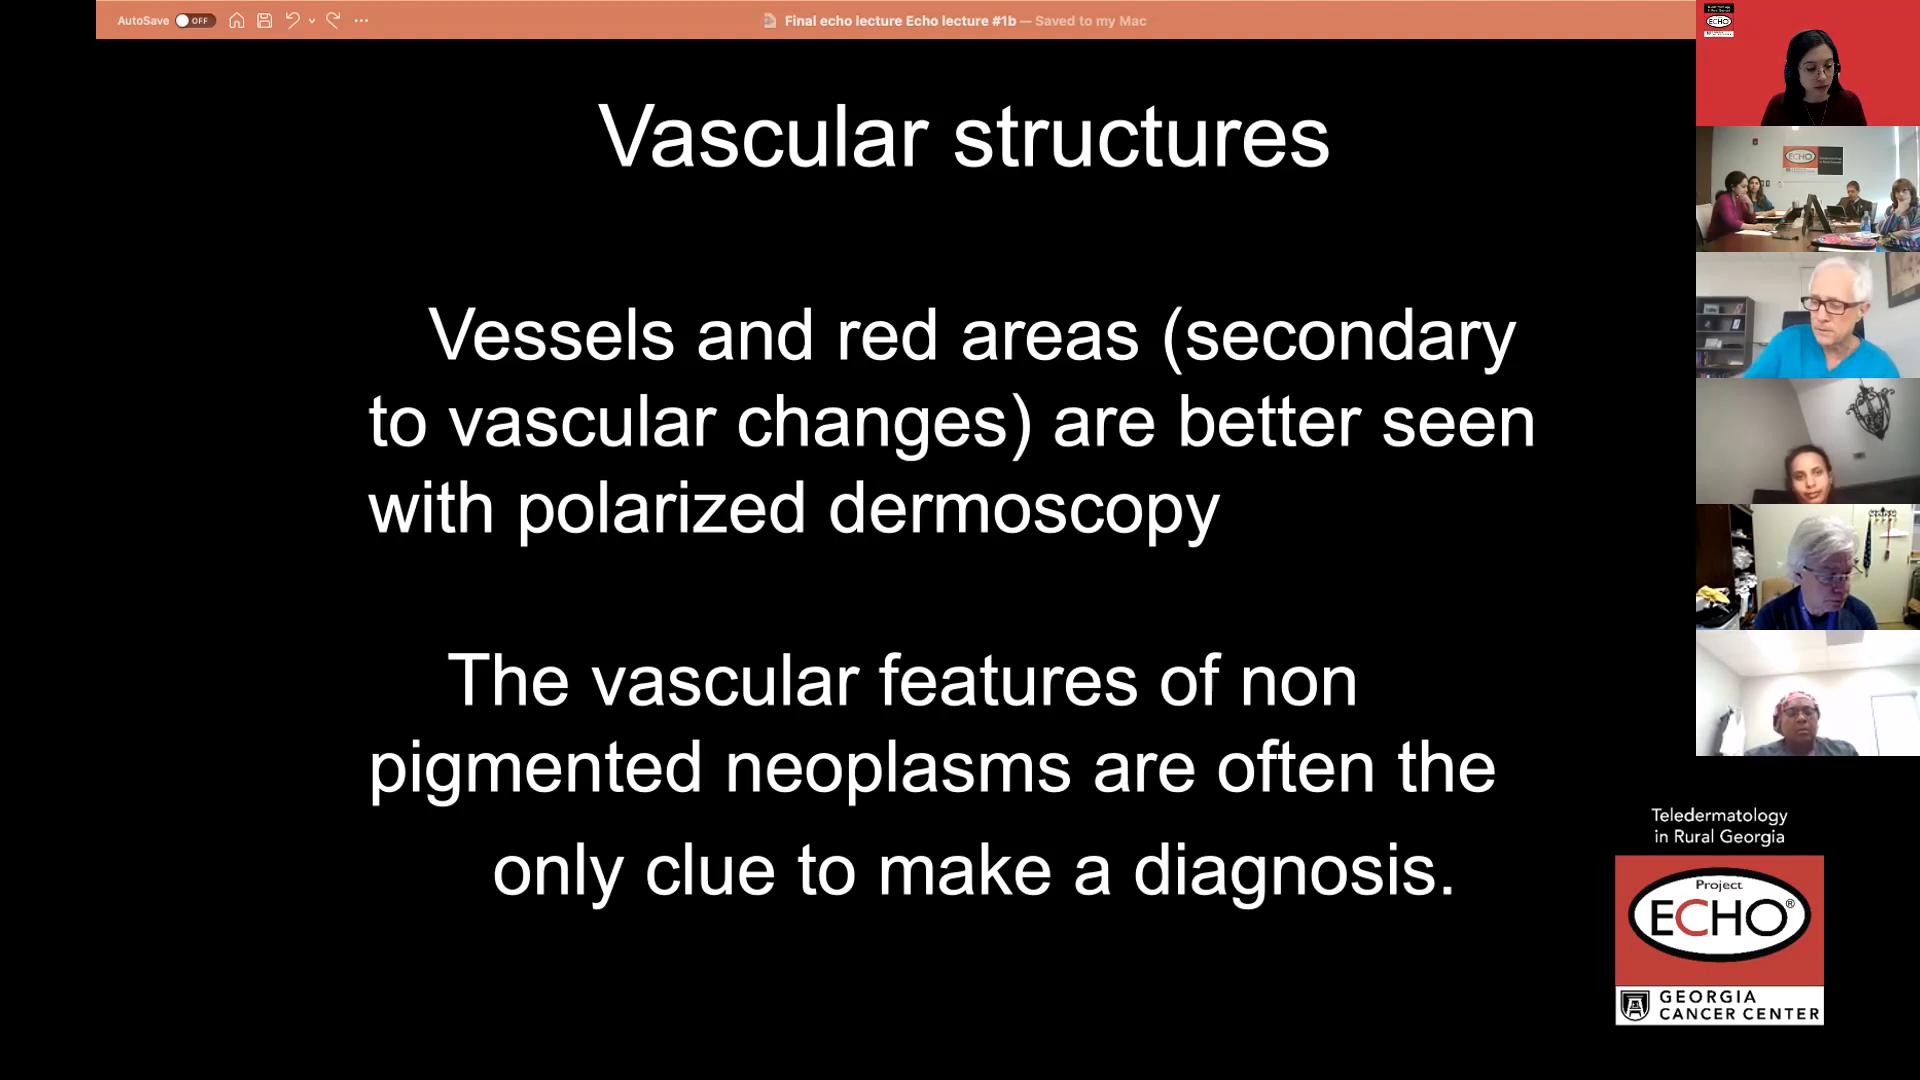 AutoSave OFF
Final echo lecture Echo lecture #1b — Saved to my Mac
Vascular structures
Vessels and red areas (secondary
to vascular changes) are better seen
with polarized dermoscopy
The vascular features of non
pigmented neoplasms are often the
only clue to make a diagnosis.
ECHO
ECHO
Teledermatology
in Rural Georgia
Project
ECHO®
GEORGIA
CANCER CENTER